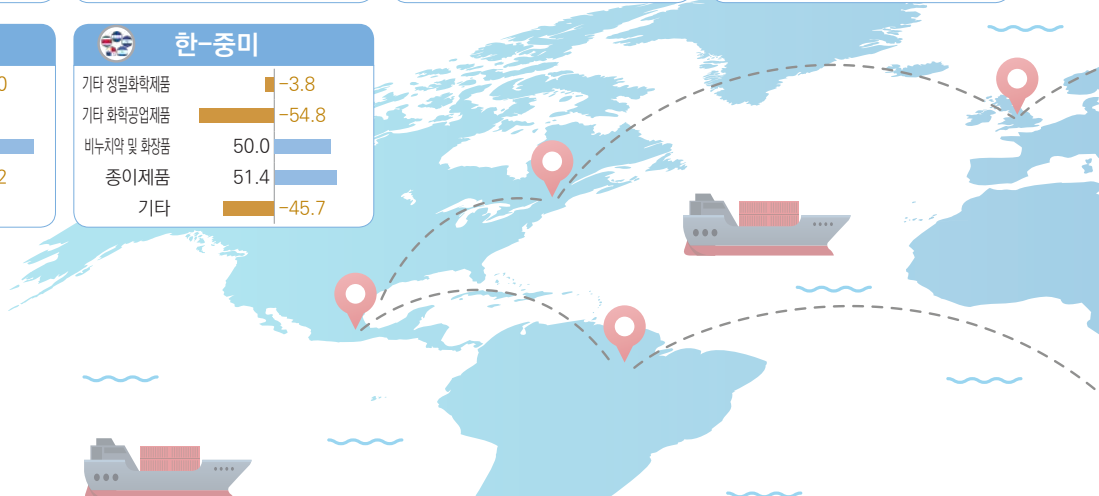 한-중미
0
기타 정밀화학제품 -3.8
기타 화학공업제품 -54.8
비누치약 및 화장품 50.0
2
종이제품 51.4
기타 -45.7